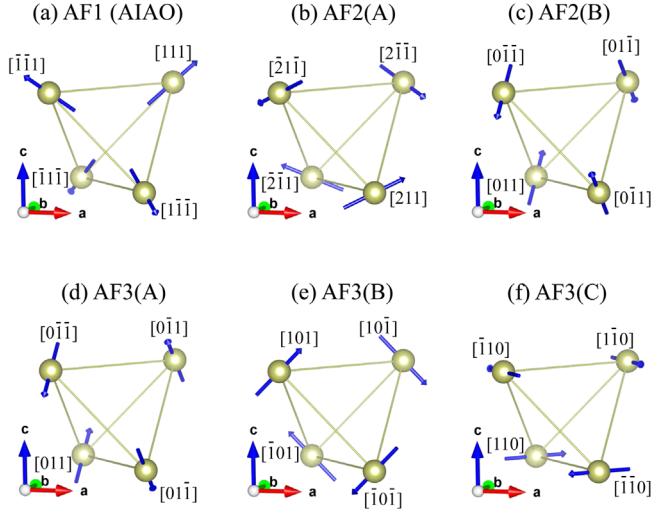 (a) AF1 (AIAO)
(b) AF2(A)
(c) AF2(B)
[1̄1̄1]
[111]
[1̄11̄]
[11̄1̄]
c
b
a
[2̄11̄]
[21̄1̄]
[2̄1̄1]
[211]
c
b
a
[01̄1̄]
[011̄]
[011]
[01̄1]
c
b
a
(d) AF3(A)
(e) AF3(B)
(f) AF3(C)
[01̄1̄]
[01̄1]
[011]
[011̄]
c
b
a
[101]
[101̄]
[1̄01]
[1̄01̄]
c
b
a
[1̄10]
[11̄0]
[110]
[1̄1̄0]
c
b
a